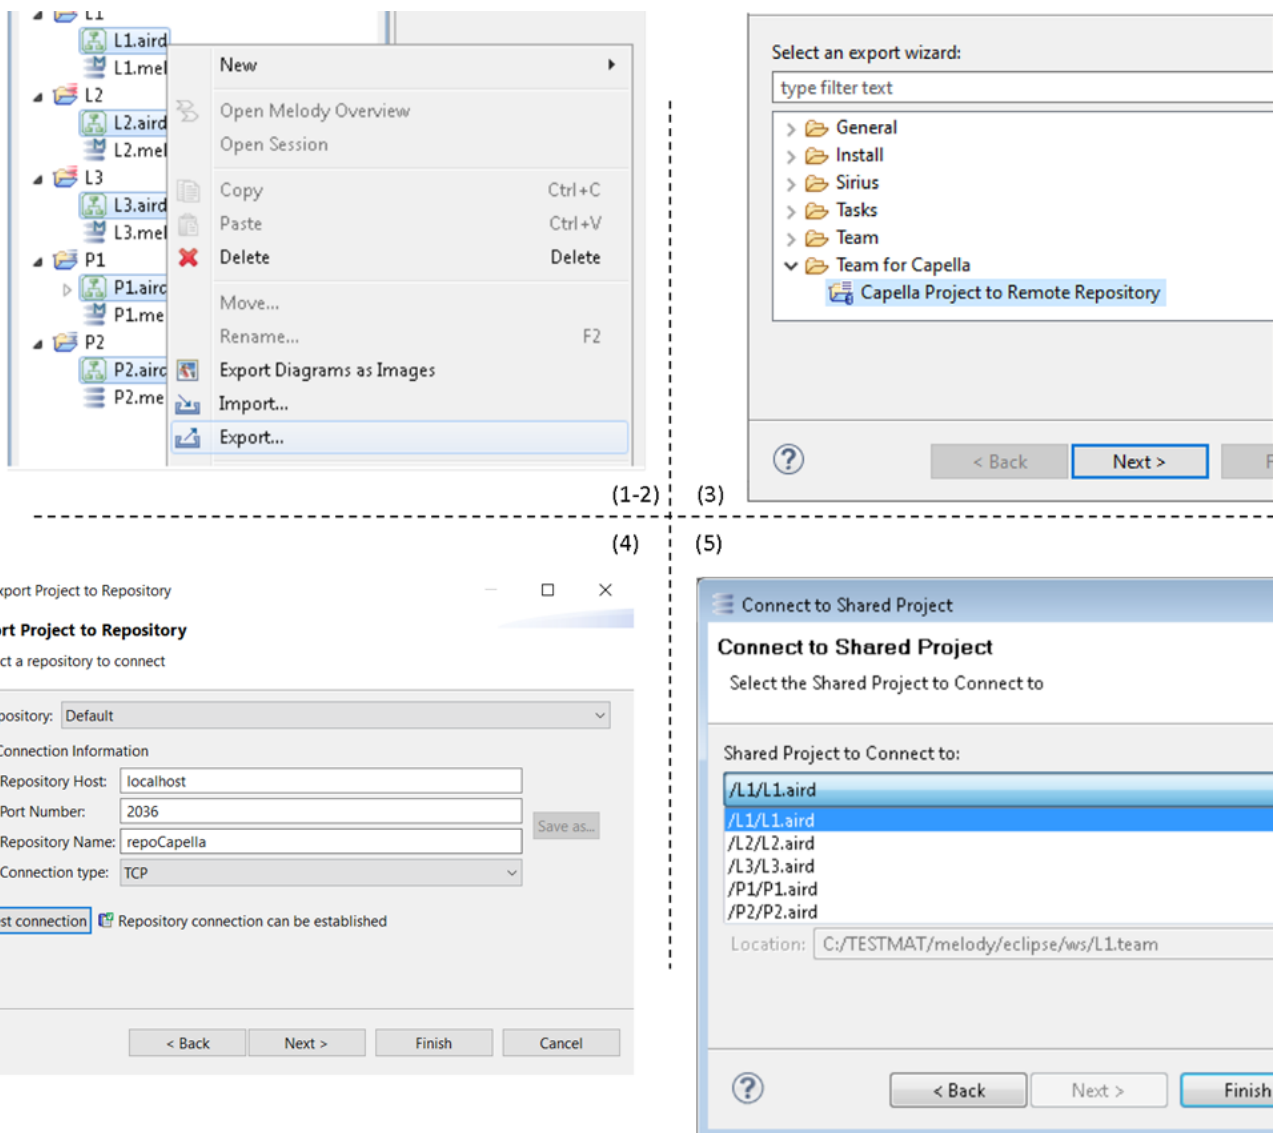 L1
L1.aird
L1.mel
L2
L2.aird
L2.mel
L3
L3.aird
L3.mel
P1
P1.airc
P1.me
P2
P2.airc
P2.me
New
Open Melody Overview
Open Session
Copy Ctrl+C
Paste Ctrl+V
Delete Delete
Move...
Rename... F2
Export Diagrams as Images
Import...
Export...
(1-2)
Select an export wizard:
type filter text
General
Install
Sirius
Tasks
Team
Team for Capella
Capella Project to Remote Repository
< Back Next > F
(3)
(4)
xport Project to Repository
rt Project to Repository
ct a repository to connect
pository: Default
Connection Information
Repository Host: localhost
Port Number: 2036
Repository Name: repoCapella
Save as...
Connection type: TCP
est connection Repository connection can be established
< Back Next > Finish Cancel
(5)
Connect to Shared Project
Connect to Shared Project
Select the Shared Project to Connect to
Shared Project to Connect to:
/L1/L1.aird
/L1/L1.aird
/L2/L2.aird
/L3/L3.aird
/P1/P1.aird
/P2/P2.aird
Location: C:/TESTMAT/melody/eclipse/ws/L1.team
< Back Next > Finish